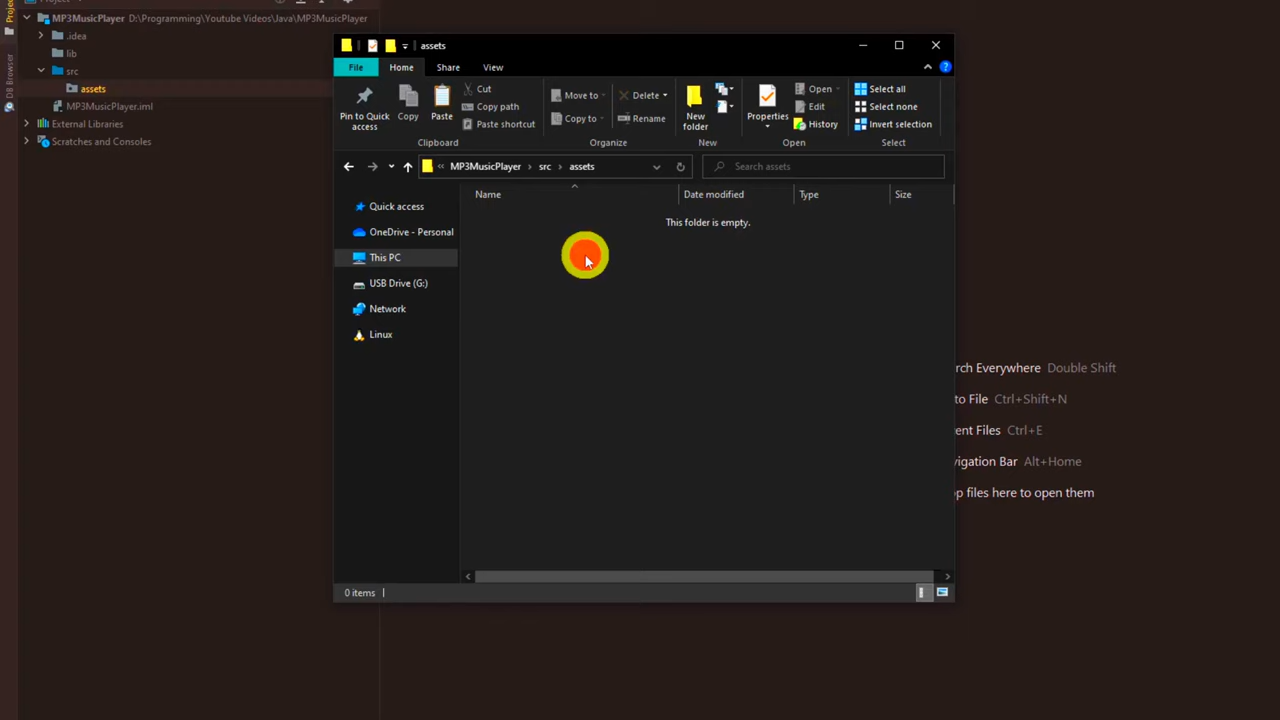 Project
MP3MusicPlayer D:\Programming\Youtube Videos\Java\MP3MusicPlayer
.idea
lib
src
assets
MP3MusicPlayer.iml
External Libraries
Scratches and Consoles
Project
DB Browser
assets
File Home Share View
Pin to Quick access
Copy
Paste
Cut
Copy path
Paste shortcut
Clipboard
Move to
Copy to
Delete
Rename
Organize
New folder
New
Properties
Open
Edit
History
Open
Select all
Select none
Invert selection
Select
« MP3MusicPlayer > src > assets
Search assets
Name Date modified Type Size
This folder is empty.
Quick access
OneDrive - Personal
This PC
USB Drive (G:)
Network
Linux
0 items
rch Everywhere Double Shift
to File Ctrl+Shift+N
ent Files Ctrl+E
vigation Bar Alt+Home
op files here to open them